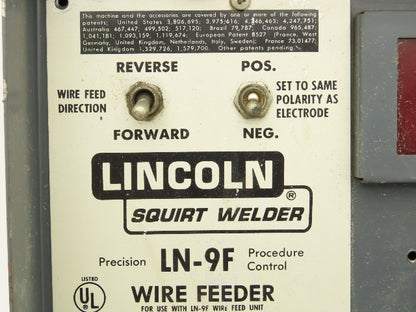 This machine and the accessories are covered by one or more of the following
patents: United States 3,806,695; 3,975,616; 4,246,463; 4,247,751;
Australia 467,447; 499,502; 517,120; Brazil 79,787; Canada 965,487;
1,041,181; 1,093,159; 1,119,674; European Patent 8527 (France, West
Germany, United Kingdom, Netherlands, Italy, Sweden); France 73.01477;
United Kingdom 1,329,726; 1,579,700. Other patents pending.
REVERSE POS.
WIRE FEED DIRECTION
SET TO SAME POLARITY AS ELECTRODE
FORWARD NEG.
LINCOLN
®
SQUIRT WELDER
Precision LN-9F Procedure Control
LISTED
UL
®
WIRE FEEDER
FOR USE WITH LN-9F WIRE FEED UNIT